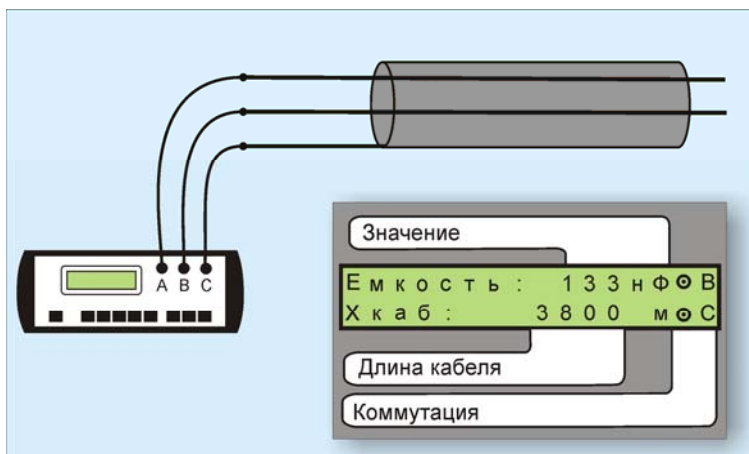 A B C
Значение
Емкость: 133нФ⊙B
Xкаб: 3800 м⊙C
Длина кабеля
Коммутация